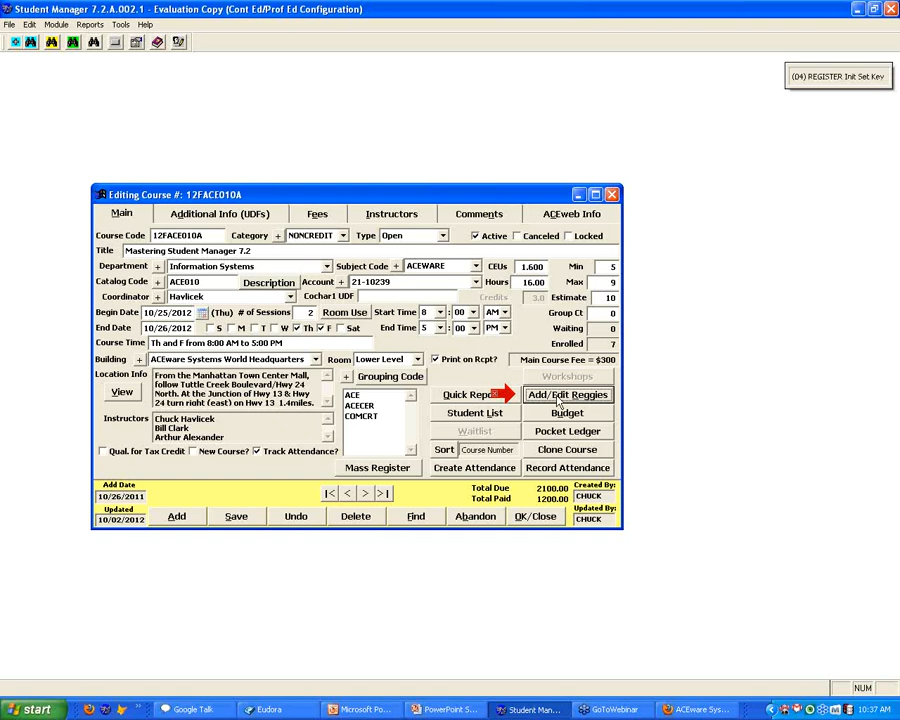 Student Manager 7.2.A.002.1 - Evaluation Copy (Cont Ed/Prof Ed Configuration)
File Edit Module Reports Tools Help
(04) REGISTER Init Set Key
Editing Course #: 12FACE010A
Main Additional Info (UDFs) Fees Instructors Comments ACEweb Info
Course Code 12FACE010A Category + NONCREDIT Type Open Active Canceled Locked
Title Mastering Student Manager 7.2
Department + Information Systems Subject Code + ACEWARE CEUs 1.600 Min 5
Catalog Code + ACE010 Description Account + 21-10239 Hours 16.00 Max 9
Coordinator + Havlicek Cochar1 UDF Credits 3.0 Estimate 10
Begin Date 10/25/2012 (Thu) # of Sessions 2 Room Use Start Time 8 : 00 AM Group Ct 0
End Date 10/26/2012 S M T W Th F Sat End Time 5 : 00 PM Waiting 0
Course Time Th and F from 8:00 AM to 5:00 PM Enrolled 7
Building + ACEware Systems World Headquarters Room Lower Level Print on Rcpt? Main Course Fee = $300
Location Info
View
From the Manhattan Town Center Mall,
follow Tuttle Creek Boulevard/Hwy 24
North. At the Junction of Hwy 13 & Hwy
24 turn right (east) on Hwy 13 1.4miles.
+ Grouping Code
ACE
ACECER
COMCRT
Workshops
Quick Repo Add/Edit Reggies
Student List Budget
Waitlist Pocket Ledger
Instructors
Chuck Havlicek
Bill Clark
Arthur Alexander
Sort Course Number Clone Course
Qual. for Tax Credit New Course? Track Attendance?
Mass Register Create Attendance Record Attendance
Add Date
10/26/2011
Updated
10/02/2012
|< < > >|
Total Due 2100.00
Total Paid 1200.00
Created By:
CHUCK
Updated By:
CHUCK
Add Save Undo Delete Find Abandon OK/Close
NUM
start Google Talk Eudora Microsoft Po... PowerPoint S... Student Man... GoToWebinar ACEware Sys... 10:37 AM